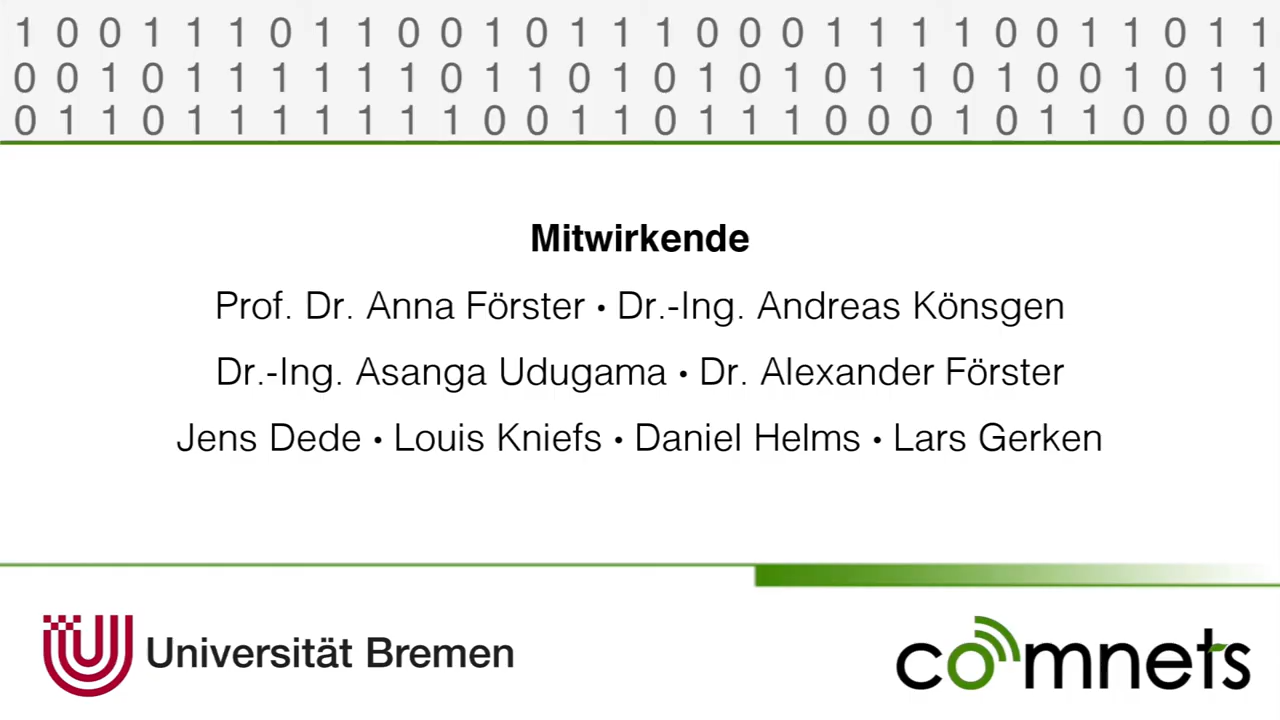 1 0 0 1 1 1 0 1 1 0 0 1 0 1 1 1 0 0 0 1 1 1 1 0 0 1 1 0 1 1
0 0 1 0 1 1 1 1 1 1 0 1 1 0 1 0 1 0 1 0 1 1 0 1 0 0 1 0 1 1
0 1 1 0 1 1 1 1 1 1 1 0 0 1 1 0 1 1 1 0 0 0 1 0 1 1 0 0 0 0
Mitwirkende
Prof. Dr. Anna Förster • Dr.-Ing. Andreas Könsgen
Dr.-Ing. Asanga Udugama • Dr. Alexander Förster
Jens Dede • Louis Kniefs • Daniel Helms • Lars Gerken
Universität Bremen
comnets